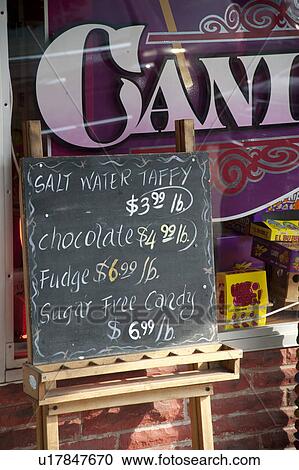 CAN
SALT WATER TAFFY
$3.99 lb.
chocolate $4.99 lb.
Fudge $6.99/lb.
Sugar Free Candy
$6.99/lb
Fotosearch
u17847670 www.fotosearch.com